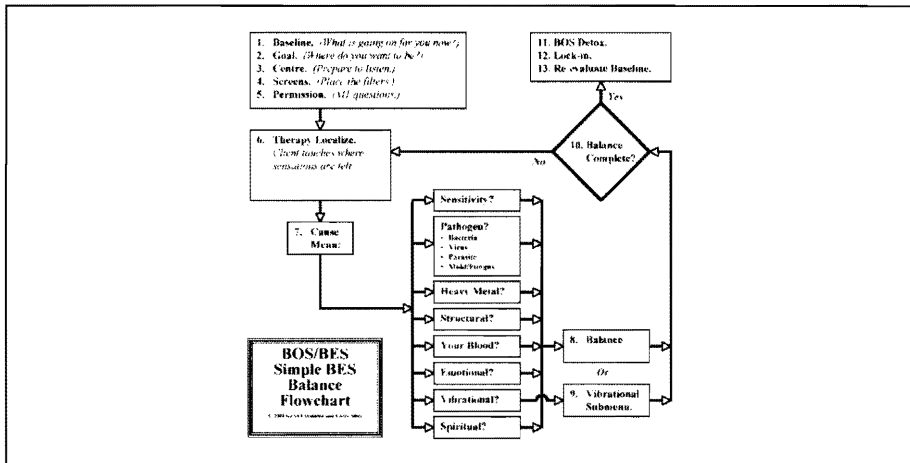 1. Baseline. (What is going on for you now?)
2. Goal. (Where do you want to be?)
3. Centre. (Prepare to listen.)
4. Screens. (Place the filters.)
5. Permission. (All questions.)
6. Therapy Localize.
Client touches where
sensations are felt
7. Cause
Menu:
Sensitivity?
Pathogen?
• Bacteria
• Virus
• Parasite
• Mold/Fungus
Heavy Metal?
Structural?
Your Blood?
Emotional?
Vibrational?
Spiritual?
8. Balance
Or
9. Vibrational
Submenu.
10. Balance
Complete?
No
Yes
11. BOS Detox.
12. Lock-in.
13. Re-evaluate Baseline.
BOS/BES
Simple BES
Balance
Flowchart